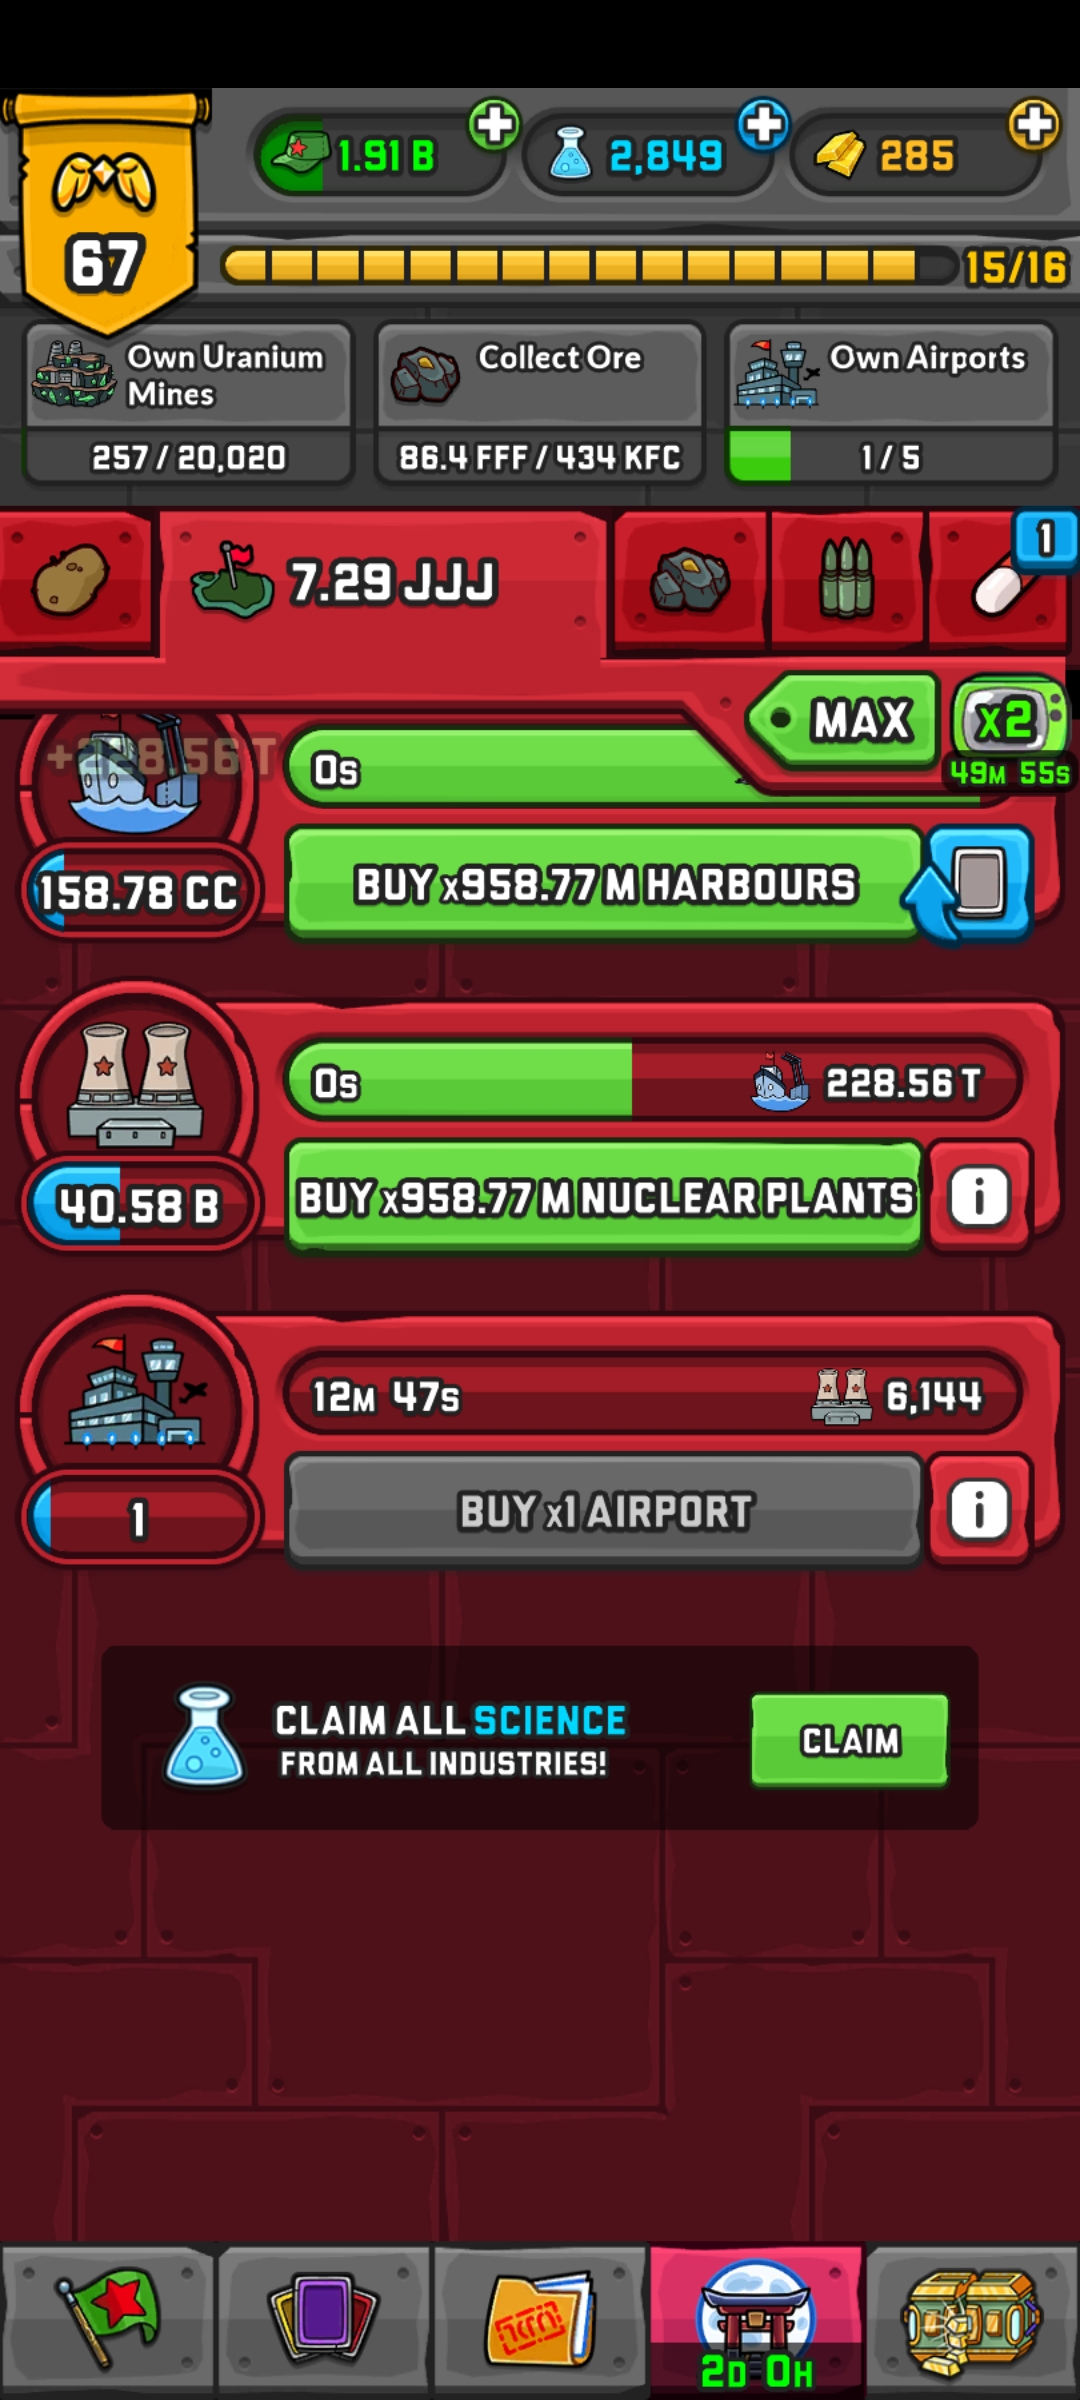 1.91 B
2,849
285
67
15/16
Own Uranium
Mines
Collect Ore
Own Airports
257 / 20,020
86.4 FFF / 434 KFC
1 / 5
7.29 JJJ
1
MAX
x2
49M 55s
+228.56 T
0s
158.78 CC
BUY x958.77 M HARBOURS
0s
228.56 T
40.58 B
BUY x958.77 M NUCLEAR PLANTS
i
12M 47s
6,144
1
BUY x1 AIRPORT
i
CLAIM ALL SCIENCE
FROM ALL INDUSTRIES!
CLAIM
2D 0H